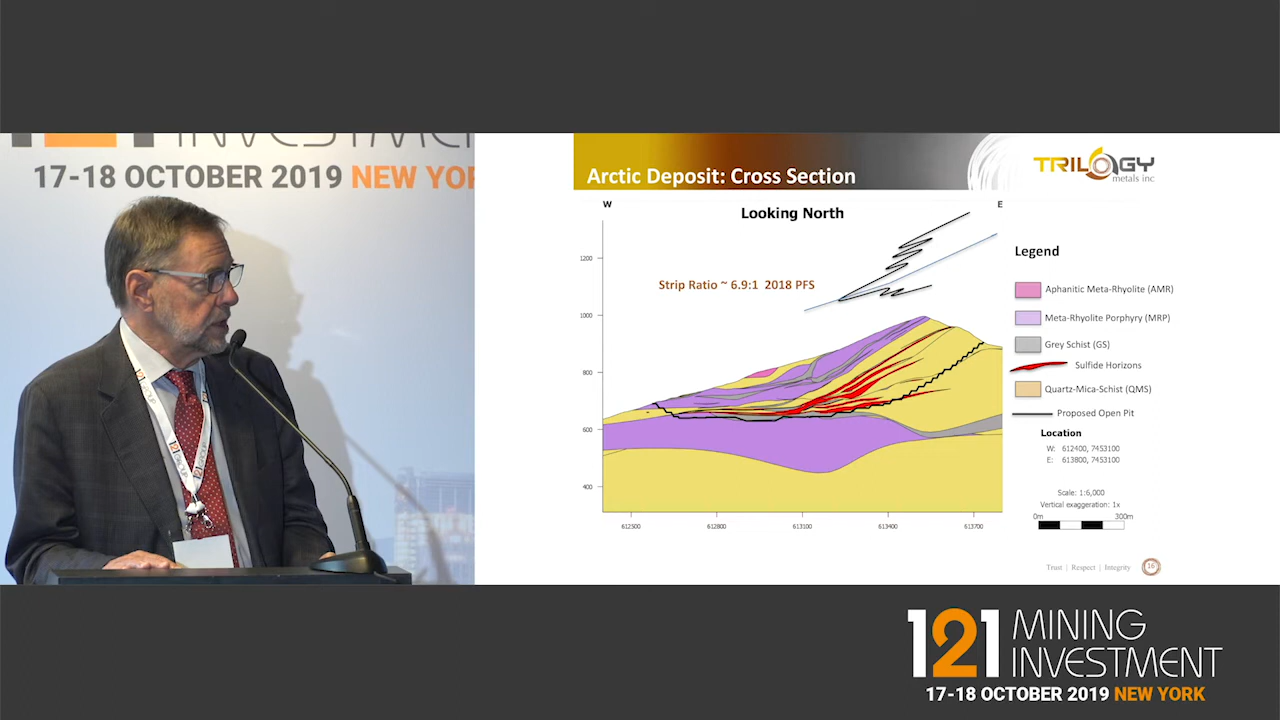 121 MINING INVESTMENT
17-18 OCTOBER 2019 NEW YOR
Arctic Deposit: Cross Section
TRILOGY
metals inc
W
E
Looking North
Strip Ratio ~ 6.9:1 2018 PFS
1200
1000
800
600
400
612500
612800
613100
613400
613700
Legend
Aphanitic Meta-Rhyolite (AMR)
Meta-Rhyolite Porphyry (MRP)
Grey Schist (GS)
Sulfide Horizons
Quartz-Mica-Schist (QMS)
Proposed Open Pit
Location
W: 612400, 7453100
E: 613800, 7453100
Scale: 1:6,000
Vertical exaggeration: 1x
0m
300m
Trust | Respect | Integrity
16
121 MINING
INVESTMENT
17-18 OCTOBER 2019 NEW YORK